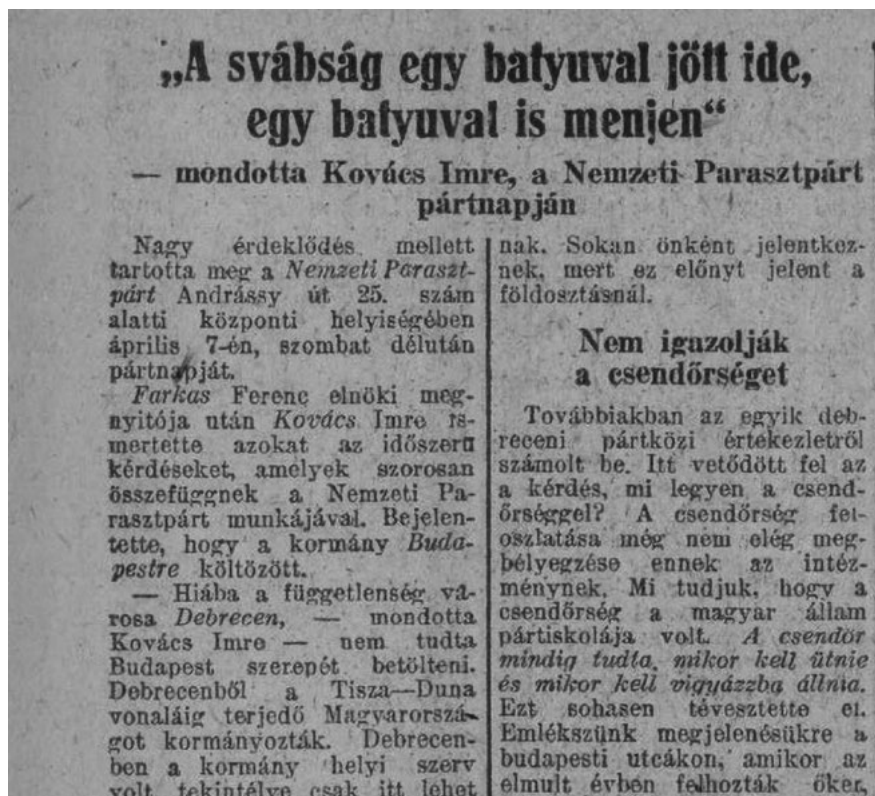 „A svábság egy batyuval jött ide,
egy batyuval is menjen“
— mondotta Kovács Imre, a Nemzeti Parasztpárt
pártnapján
Nagy érdeklődés mellett
tartotta meg a Nemzeti Paraszt-
párt Andrássy út 25. szám
alatti központi helyiségében
április 7-én, szombat délután
pártnapját.
Farkas Ferenc elnöki meg-
nyitója után Kovács Imre is-
mertette azokat az időszerű
kérdéseket, amelyek szorosan
összefüggnek a Nemzeti Pa-
rasztpárt munkájával. Bejelen-
tette, hogy a kormány Buda-
pestre költözött.
— Hiába a függetlenség vá-
rosa Debrecen, — mondotta
Kovács Imre — nem tudta
Budapest szerepét betölteni.
Debrecenből a Tisza—Duna
vonaláig terjedő Magyarorszá-
got kormányozták. Debrecen-
ben a kormány helyi szerv
volt, tekintélye csak itt lehet
nak. Sokan önként jelentkez-
nek, mert ez előnyt jelent a
földosztásnál.
Nem igazolják
a csendőrséget
Továbbiakban az egyik deb-
receni pártközi értekezletről
számolt be. Itt vetődött fel az
a kérdés, mi legyen a csend-
őrséggel? A csendőrség fel-
oszlatása még nem elég meg-
bélyegzése ennek az intéz-
ménynek. Mi tudjuk, hogy a
csendőrség a magyar állam
pártiskolája volt. A csendőr
mindig tudta, mikor kell ütnie
és mikor kell vigyázzba állnia.
Ezt sohasem tévesztette el.
Emlékszünk megjelenésükre a
budapesti utcákon, amikor az
elmult évben felhozták őket,